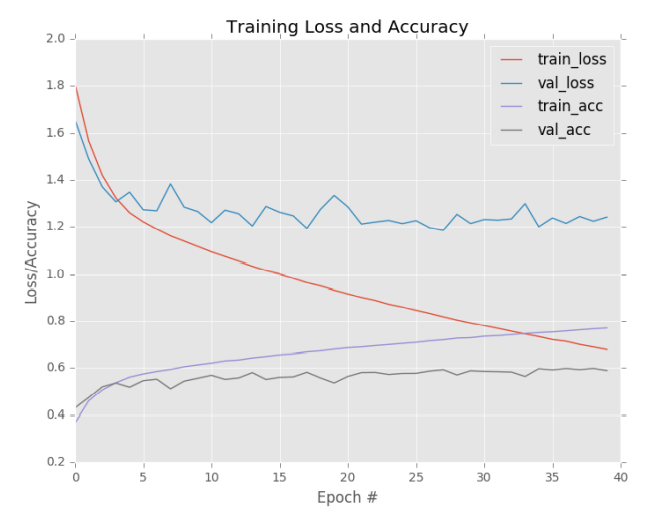 Training Loss and Accuracy
2.0
1.8
1.6
1.4
1.2
1.0
0.8
0.6
0.4
0.2
Loss/Accuracy
train_loss
val_loss
train_acc
val_acc
0 5 10 15 20 25 30 35 40
Epoch #